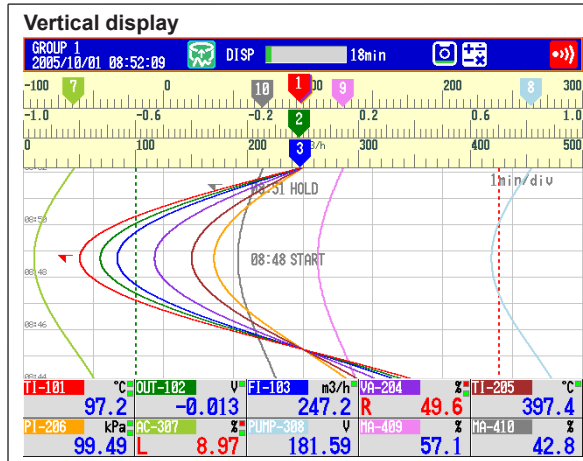 Vertical display
GROUP 1
2005/10/01 08:52:09 DISP 18min
-100 0 00 200 300
7 10 1 9 8
-1.0 -0.6 -0.2 0.2 0.6 1.0
2
0 100 200 /h 400 500
3
08:51 HOLD 1min/div
08:50
08:48 START
08:48
08:46
08:44
TI-101 °C OUT-102 V FI-103 m3/h VA-204 % TI-205 °C
97.2 -0.013 247.2 R 49.6 397.4
PI-206 kPa AC-307 % PUMP-308 V MA-409 % MA-410 %
99.49 L 8.97 181.59 57.1 42.8